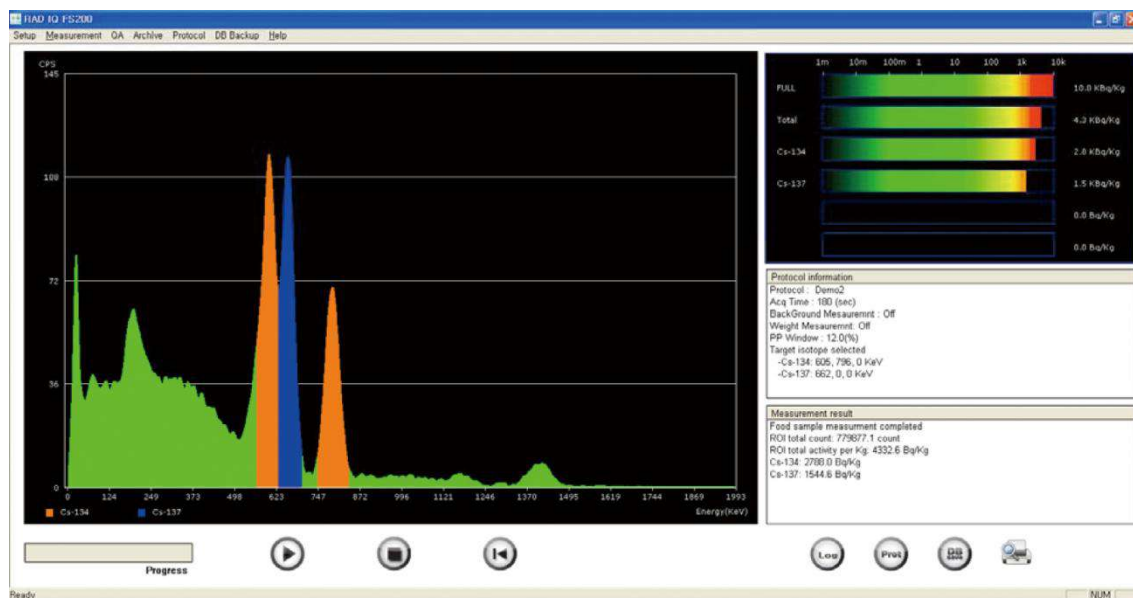 RAD IQ FS200
Setup Measurement QA Archive Protocol DB Backup Help
CPS
145
108
72
36
0
0 124 249 373 498 623 747 872 996 1121 1246 1370 1495 1619 1744 1869 1993
Cs-134 Cs-137 Energy(KeV)
1m 10m 100m 1 10 100 1k 10k
FULL 10.0 KBq/Kg
Total 4.3 KBq/Kg
Cs-134 2.8 KBq/Kg
Cs-137 1.5 KBq/Kg
0.0 Bq/Kg
0.0 Bq/Kg
Protocol information
Protocol : Demo2
Acq Time : 180 (sec)
BackGround Mesauremnt : Off
Weight Mesauremnt: Off
PP Window : 12.0(%)
Target isotope selected
-Cs-134: 605, 796, 0 KeV
-Cs-137: 662, 0, 0 KeV
Measurement result
Food sample measurment completed
ROI total count: 779877.1 count
ROI total activity per Kg: 4332.6 Bq/Kg
Cs-134: 2788.0 Bq/Kg
Cs-137: 1544.6 Bq/Kg
Progress
Log Prot DB
Ready NUM